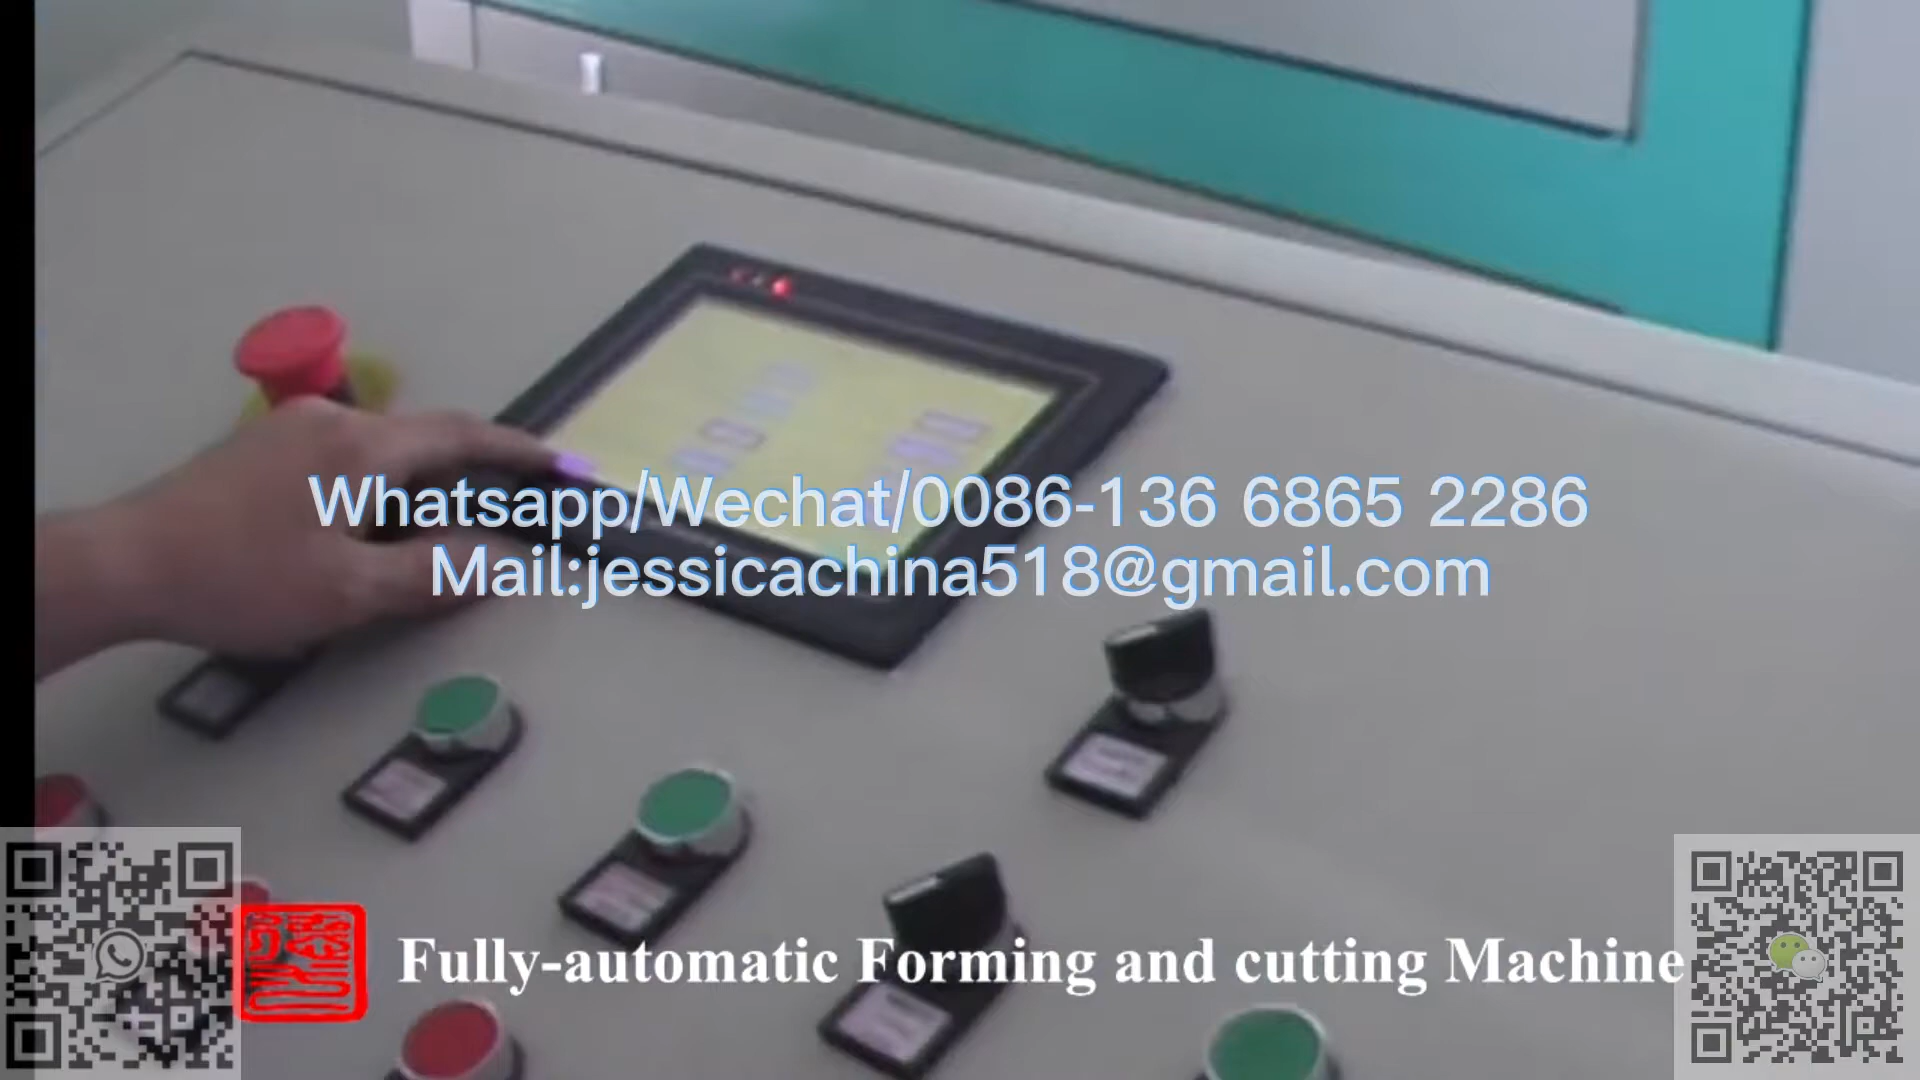 Whatsapp/Wechat/0086-136 6865 2286
Mail:jessicachina518@gmail.com
Fully-automatic Forming and cutting Machine